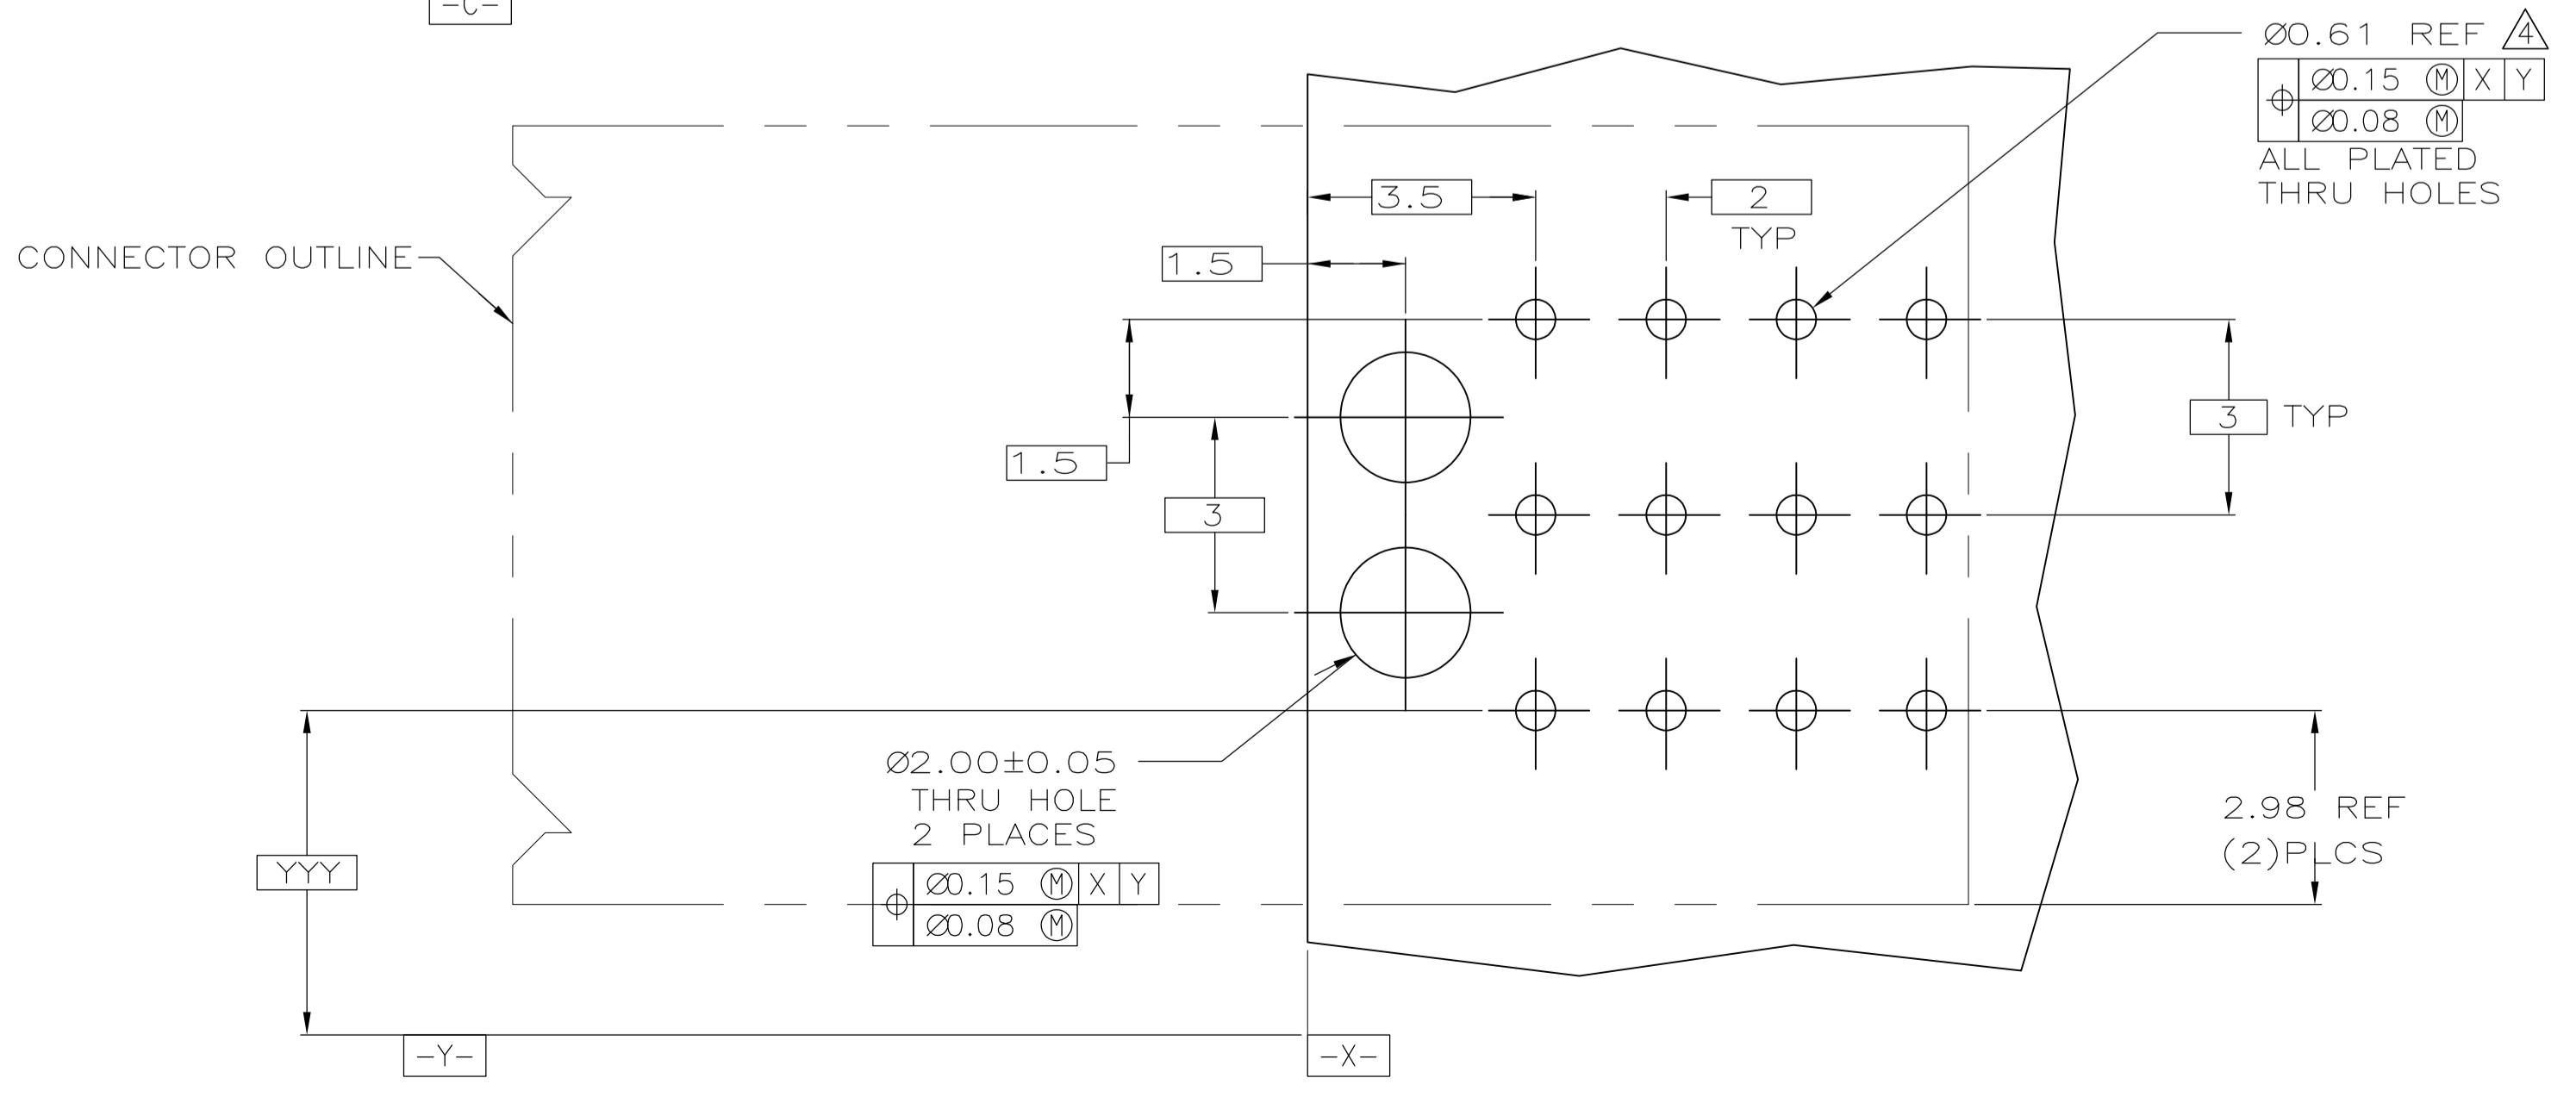 -C-
Ø0.61 REF 4
Ø0.15 Ⓜ X Y
Ø0.08 Ⓜ
ALL PLATED
THRU HOLES
3.5
2
TYP
CONNECTOR OUTLINE
1.5
3 TYP
1.5
3
Ø2.00±0.05
THRU HOLE
2 PLACES
Ø0.15 Ⓜ X Y
Ø0.08 Ⓜ
2.98 REF
(2)PLCS
YYY
-Y-
-X-